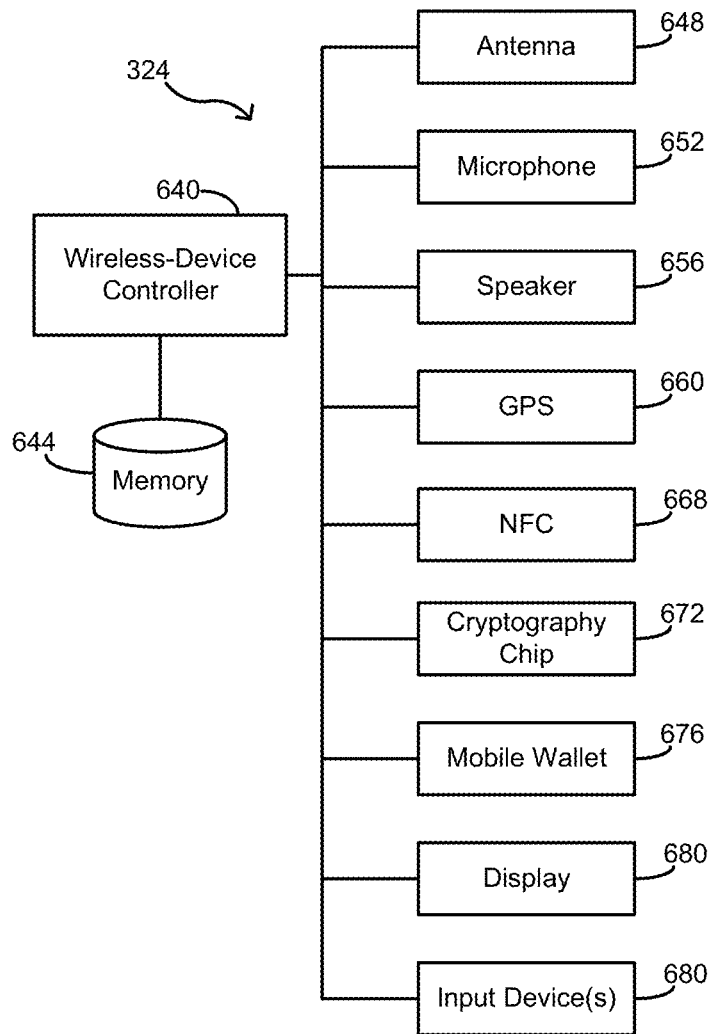 648
Antenna
324
652
Microphone
640
Wireless-Device
Controller
656
Speaker
660
GPS
644
Memory
668
NFC
672
Cryptography
Chip
676
Mobile Wallet
680
Display
680
Input Device(s)